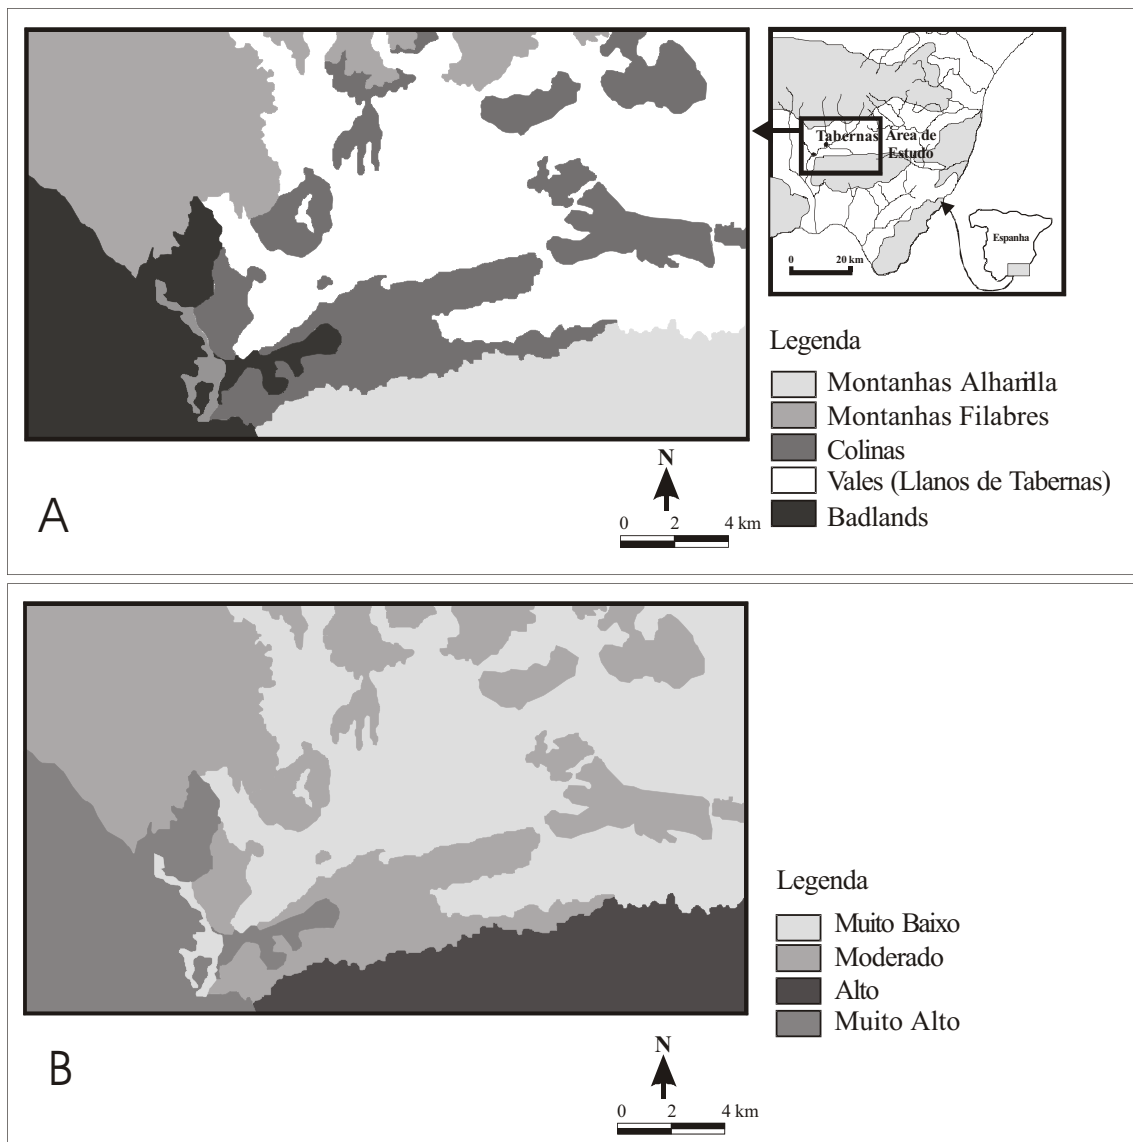 Tabernas
Área de
Estudo
Espanha
0 20 km
Legenda
Montanhas Alhamilla
Montanhas Filabres
Colinas
Vales (Llanos de Tabernas)
Badlands
N
0 2 4 km
A
Legenda
Muito Baixo
Moderado
Alto
Muito Alto
N
0 2 4 km
B